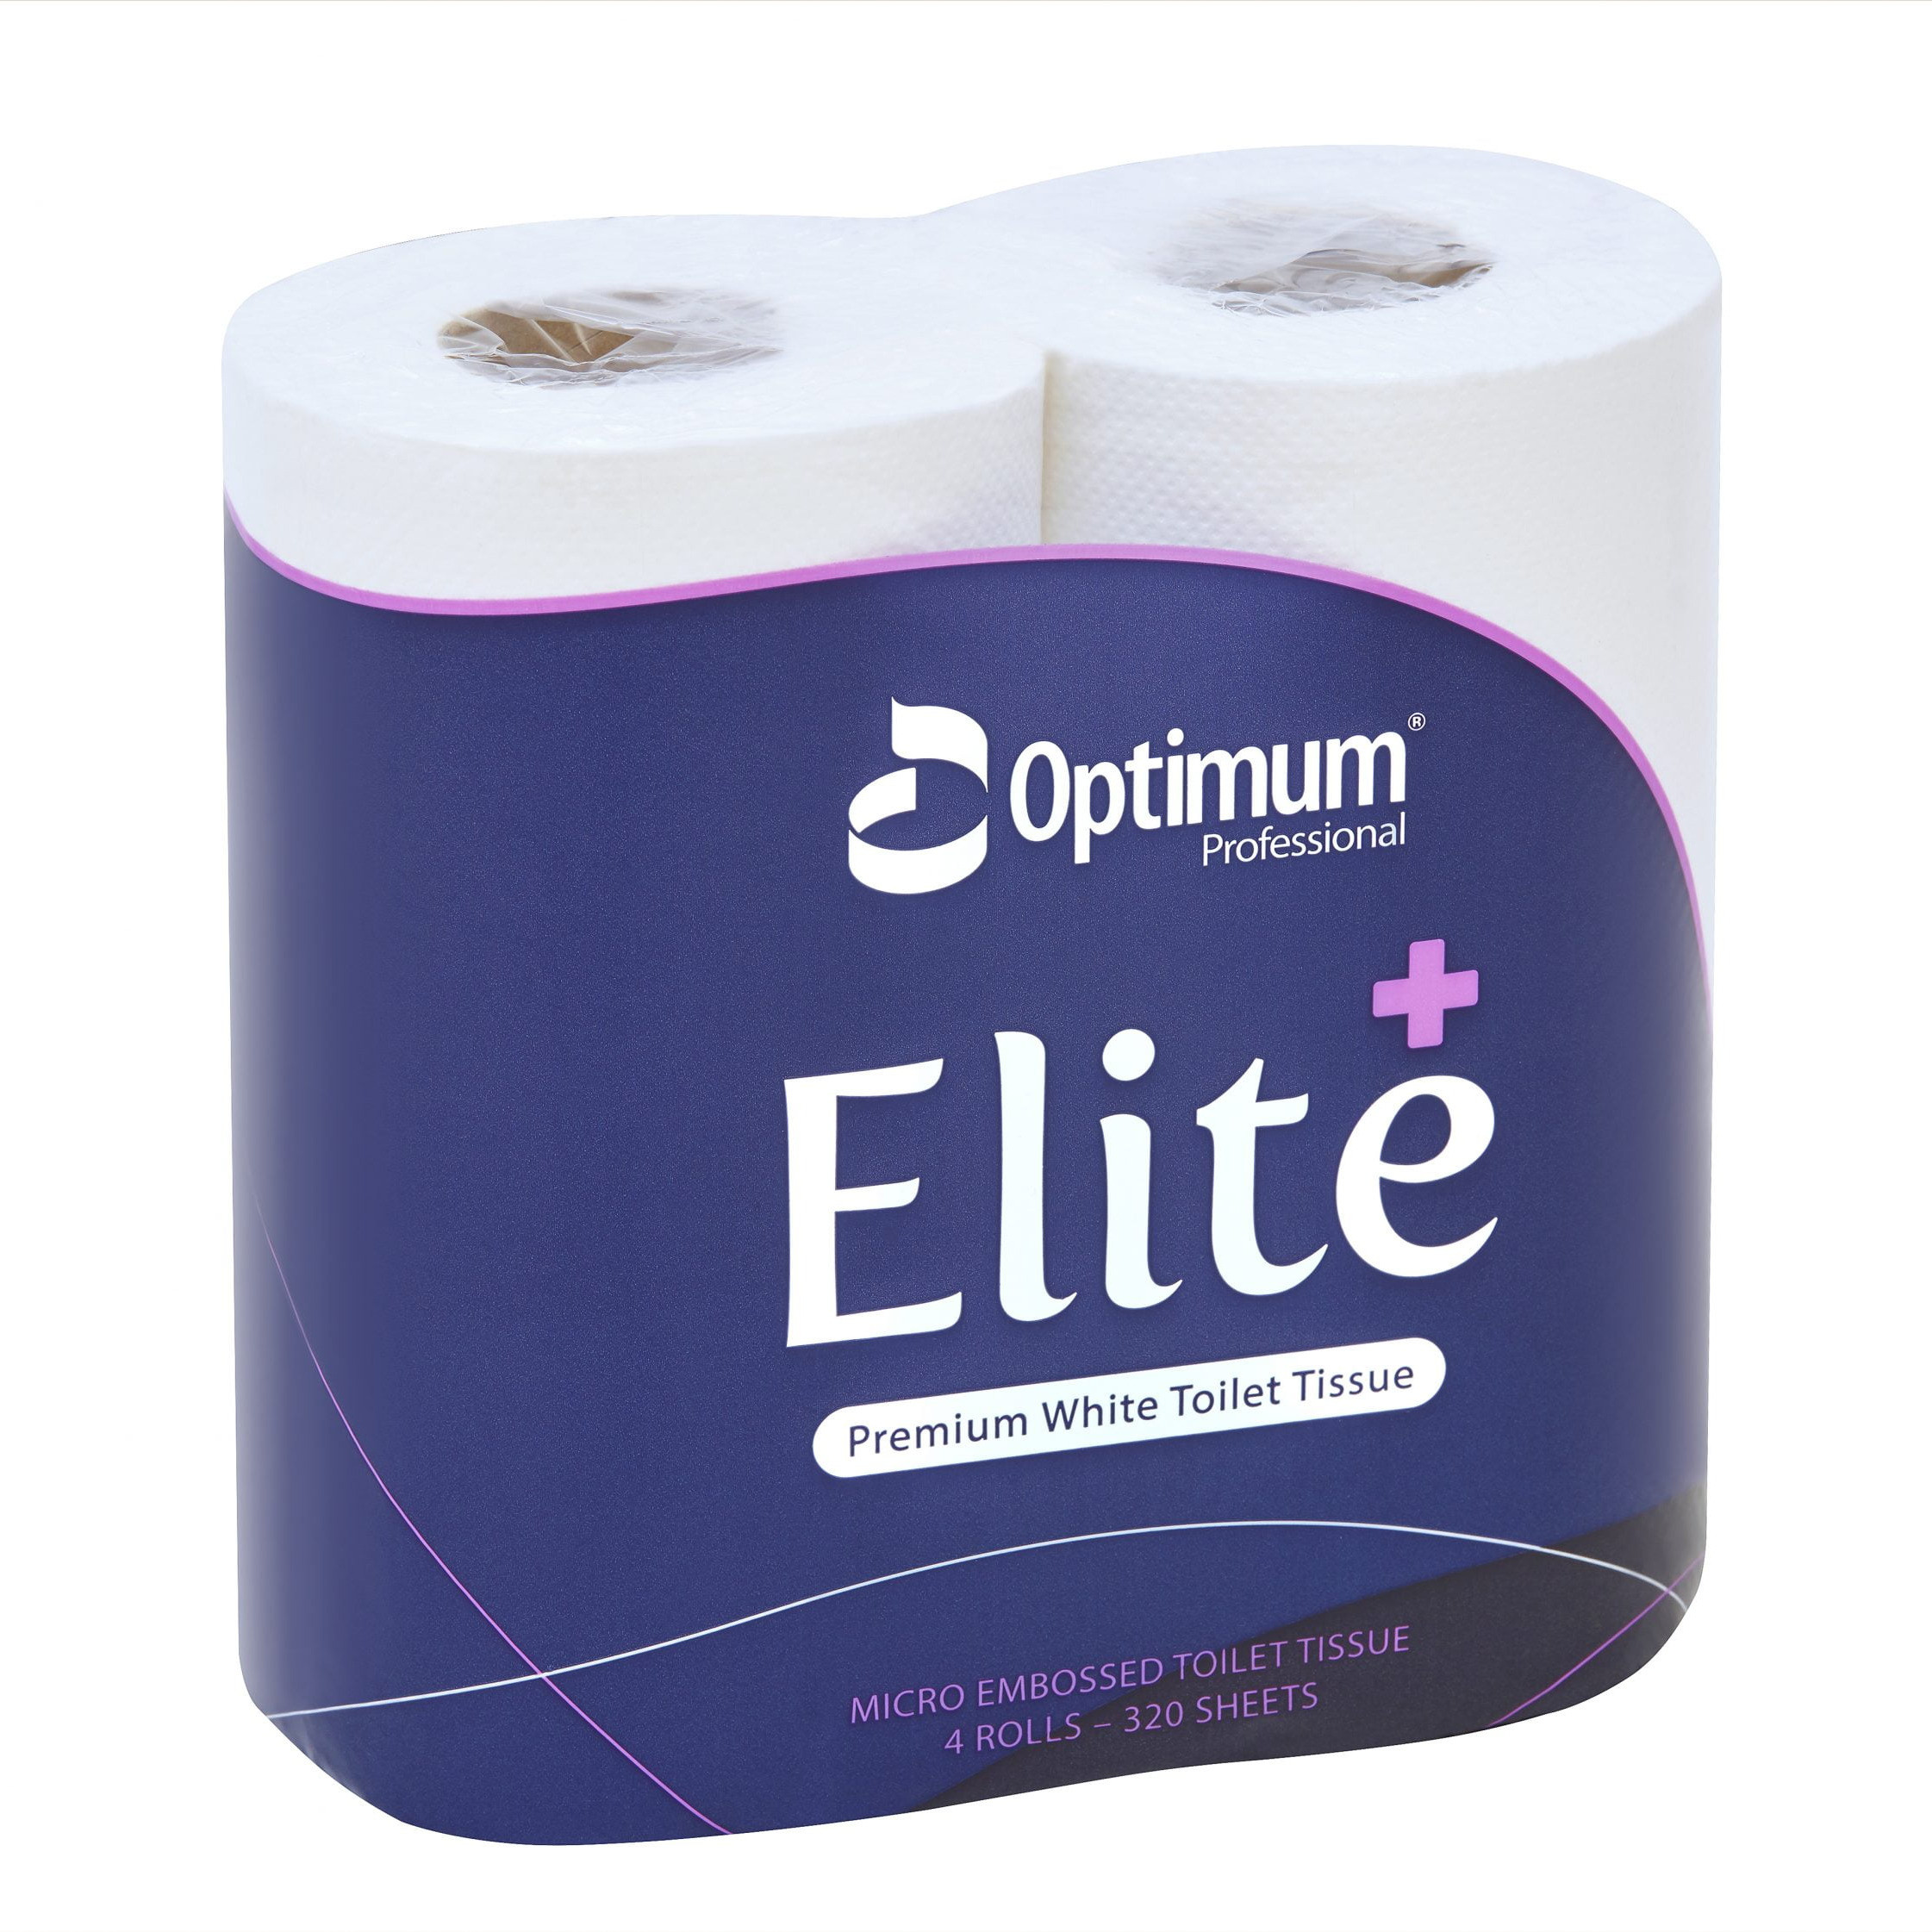 Optimum®
Professional
Elite+
Premium White Toilet Tissue
MICRO EMBOSSED TOILET TISSUE
4 ROLLS – 320 SHEETS